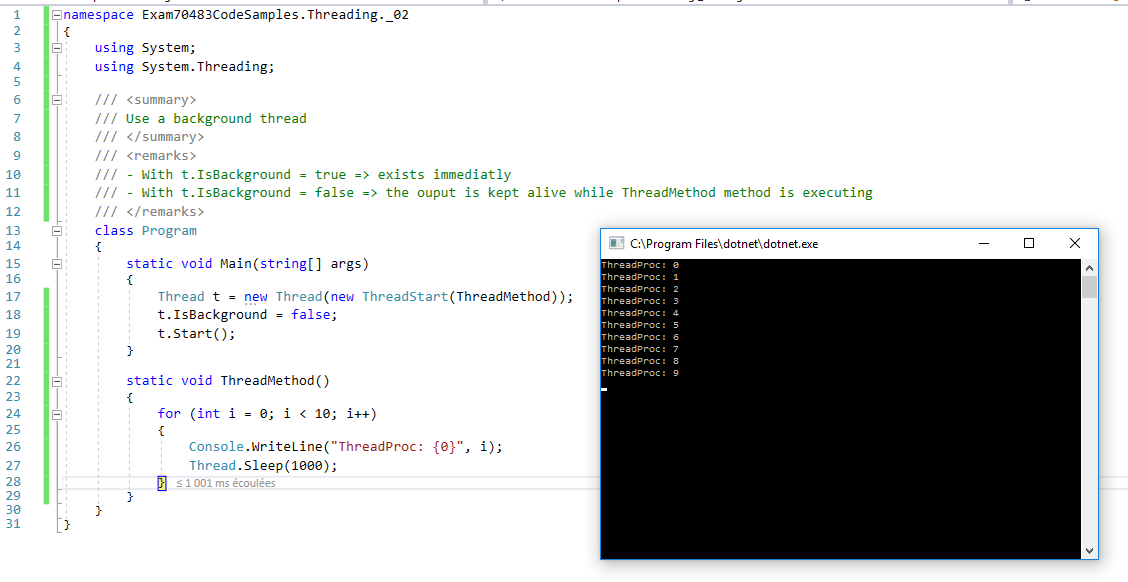 1 namespace Exam70483CodeSamples.Threading._02
2 {
3 using System;
4 using System.Threading;
5
6 /// <summary>
7 /// Use a background thread
8 /// </summary>
9 /// <remarks>
10 /// - With t.IsBackground = true => exists immediatly
11 /// - With t.IsBackground = false => the ouput is kept alive while ThreadMethod method is executing
12 /// </remarks>
13 class Program
14 {
15 static void Main(string[] args)
16 {
17 Thread t = new Thread(new ThreadStart(ThreadMethod));
18 t.IsBackground = false;
19 t.Start();
20 }
21
22 static void ThreadMethod()
23 {
24 for (int i = 0; i < 10; i++)
25 {
26 Console.WriteLine("ThreadProc: {0}", i);
27 Thread.Sleep(1000);
28 } ≤ 1 001 ms écoulées
29 }
30 }
31 }
C:\Program Files\dotnet\dotnet.exe
ThreadProc: 0
ThreadProc: 1
ThreadProc: 2
ThreadProc: 3
ThreadProc: 4
ThreadProc: 5
ThreadProc: 6
ThreadProc: 7
ThreadProc: 8
ThreadProc: 9